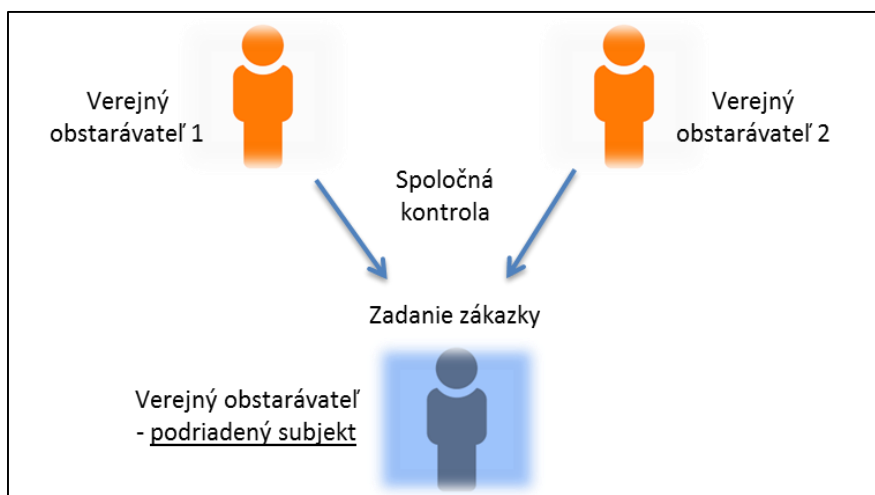 Verejný
obstarávateľ 1
Verejný
obstarávateľ 2
Spoločná
kontrola
Zadanie zákazky
Verejný obstarávateľ
- podriadený subjekt